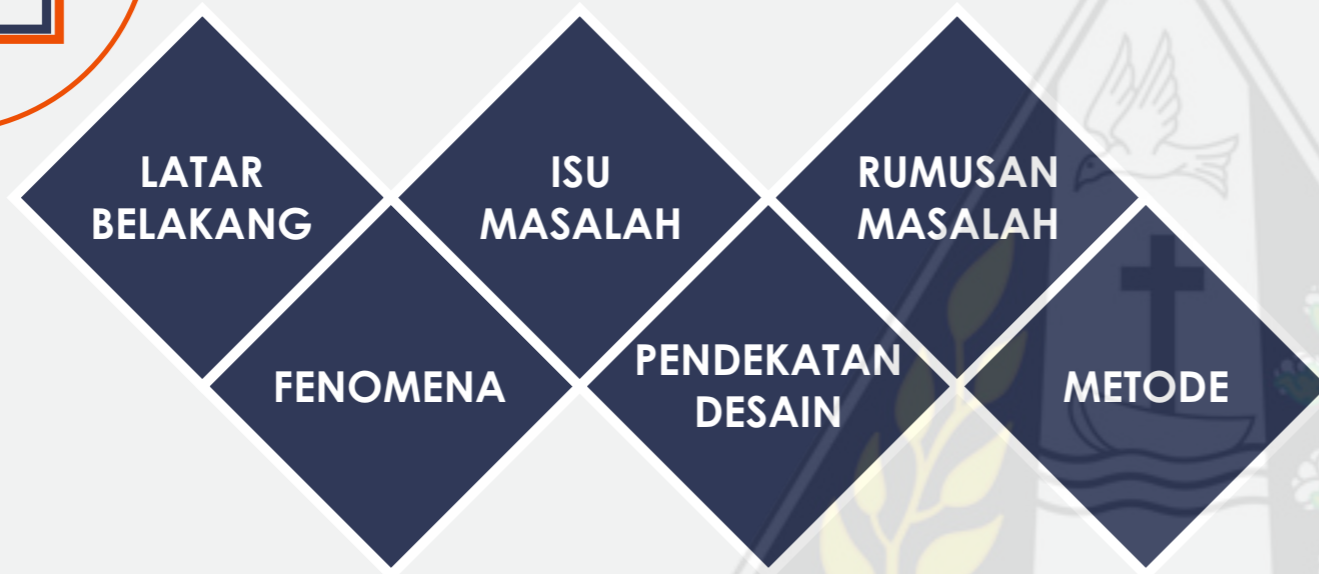 LATAR
BELAKANG
FENOMENA
ISU
MASALAH
PENDEKATAN
DESAIN
RUMUSAN
MASALAH
METODE